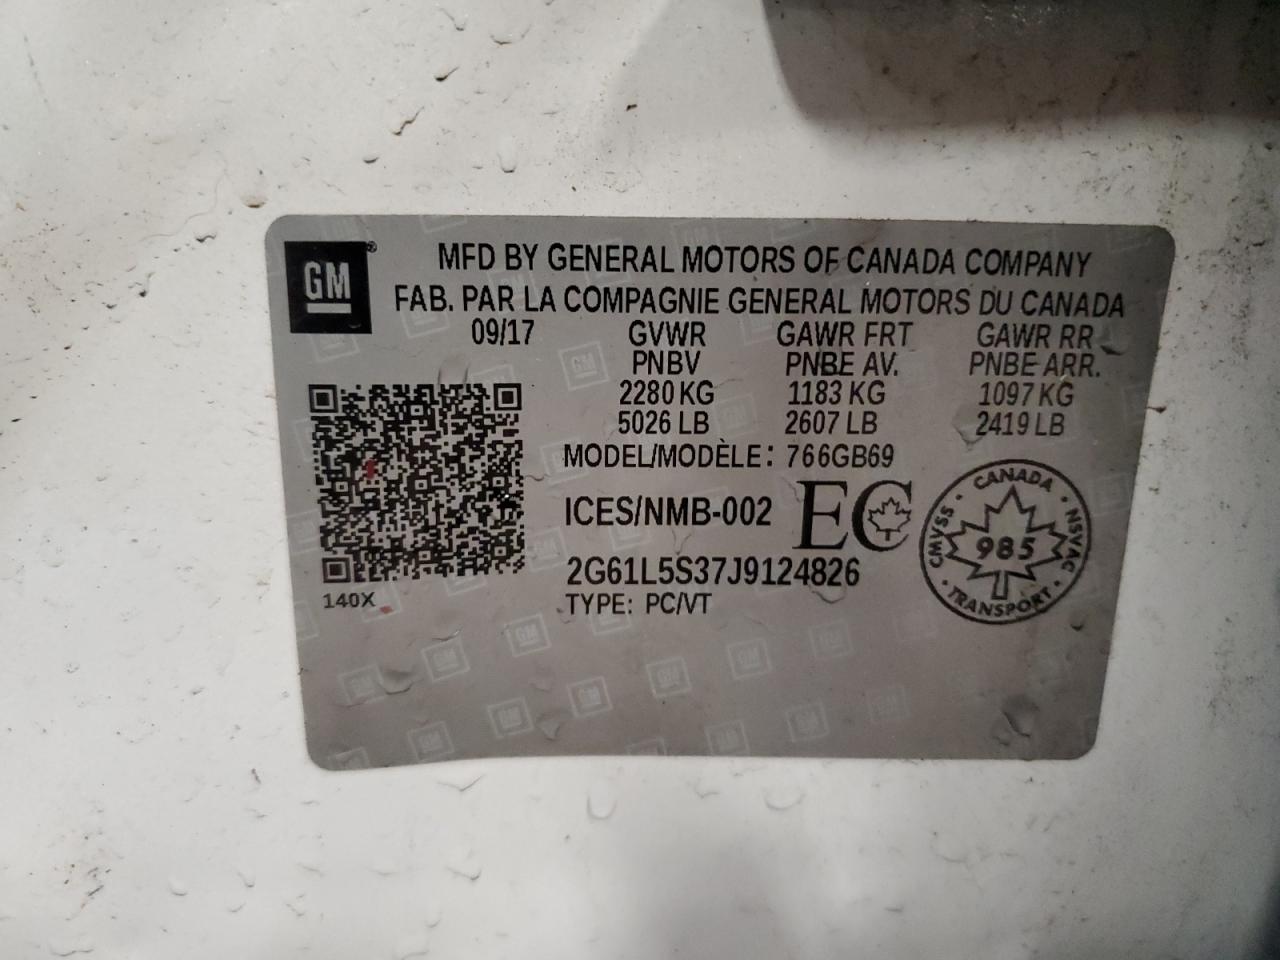 GM ®
MFD BY GENERAL MOTORS OF CANADA COMPANY
FAB. PAR LA COMPAGNIE GENERAL MOTORS DU CANADA
09/17 GVWR GAWR FRT GAWR RR
PNBV PNBE AV. PNBE ARR.
2280 KG 1183 KG 1097 KG
5026 LB 2607 LB 2419 LB
MODEL/MODÈLE: 766GB69
ICES/NMB-002 EC
2G61L5S37J9124826
TYPE: PC/VT
140X
CANADA
CMVSS 985 NSVAC
TRANSPORT